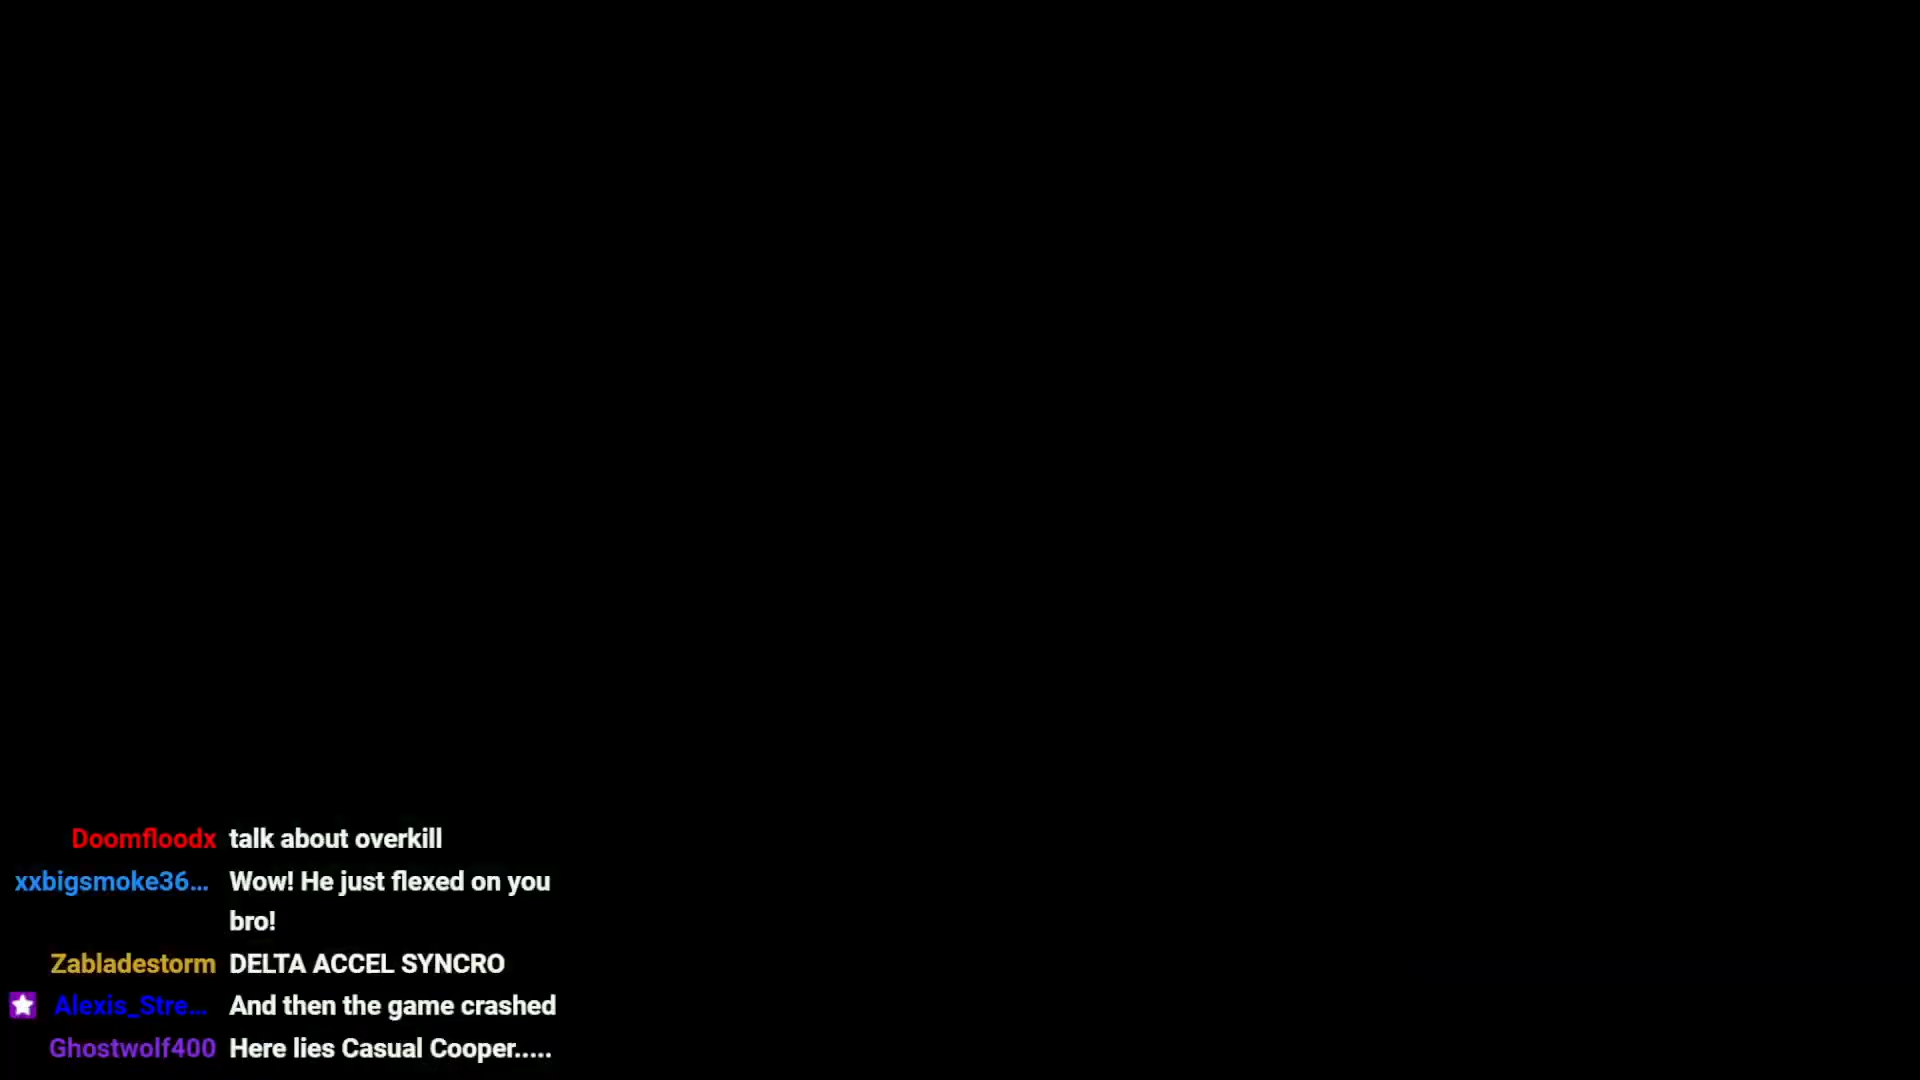 Doomfloodx talk about overkill
xxbigsmoke36... Wow! He just flexed on you
bro!
Zabladestorm DELTA ACCEL SYNCRO
Alexis_Stre... And then the game crashed
Ghostwolf400 Here lies Casual Cooper.....